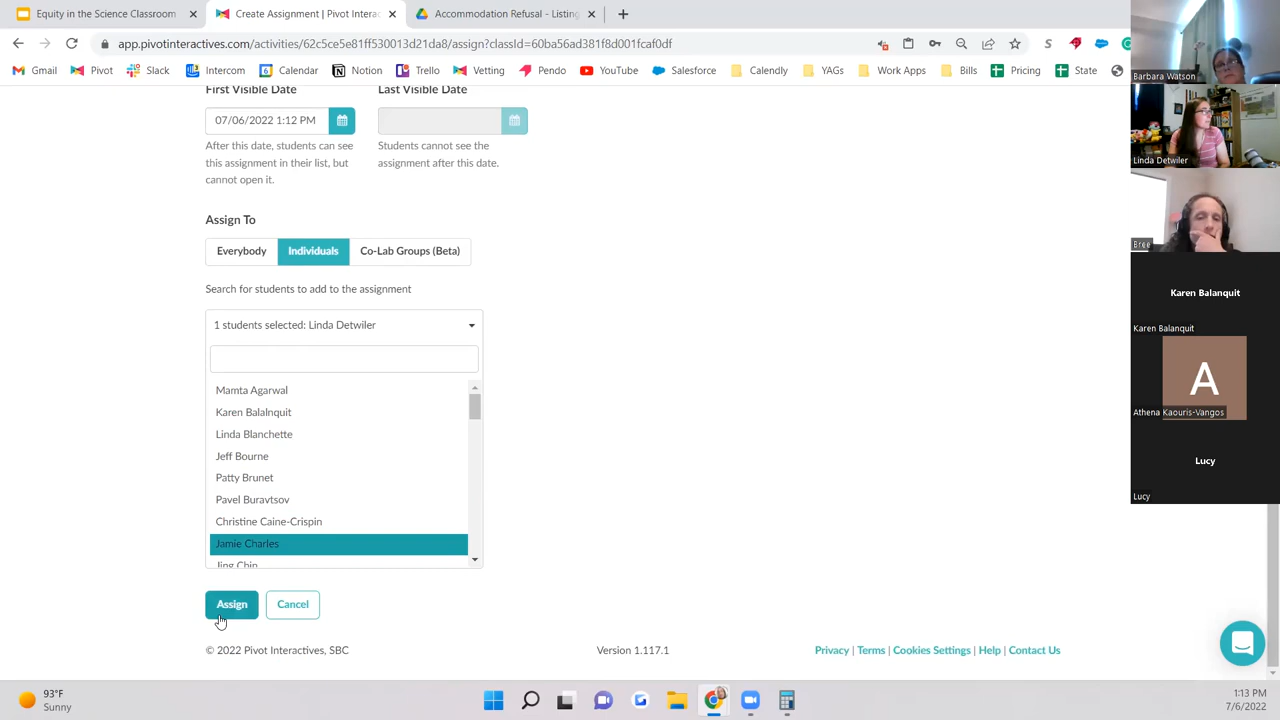 Equity in the Science Classroom
Create Assignment | Pivot Interac
Accommodation Refusal - Listing
app.pivotinteractives.com/activities/62c5ce5e81ff530013d21fa8/assign?classId=60ba56ad381f8d001fcaf0df
Gmail
Pivot
Slack
Intercom
Calendar
Notion
Trello
Vetting
Pendo
YouTube
Salesforce
Calendly
YAGs
Work Apps
Bills
Pricing
State
First Visible Date
Last Visible Date
07/06/2022 1:12 PM
After this date, students can see
this assignment in their list, but
cannot open it.
Students cannot see the
assignment after this date.
Assign To
Everybody
Individuals
Co-Lab Groups (Beta)
Search for students to add to the assignment
1 students selected: Linda Detwiler
Mamta Agarwal
Karen Balalnquit
Linda Blanchette
Jeff Bourne
Patty Brunet
Pavel Buravtsov
Christine Caine-Crispin
Jamie Charles
Jing Chin
Assign
Cancel
© 2022 Pivot Interactives, SBC
Version 1.117.1
Privacy | Terms | Cookies Settings | Help | Contact Us
Barbara Watson
Linda Detwiler
Bree
Karen Balanquit
Karen Balanquit
A
Athena Kaouris-Vangos
Lucy
Lucy
93°F
Sunny
1:13 PM
7/6/2022